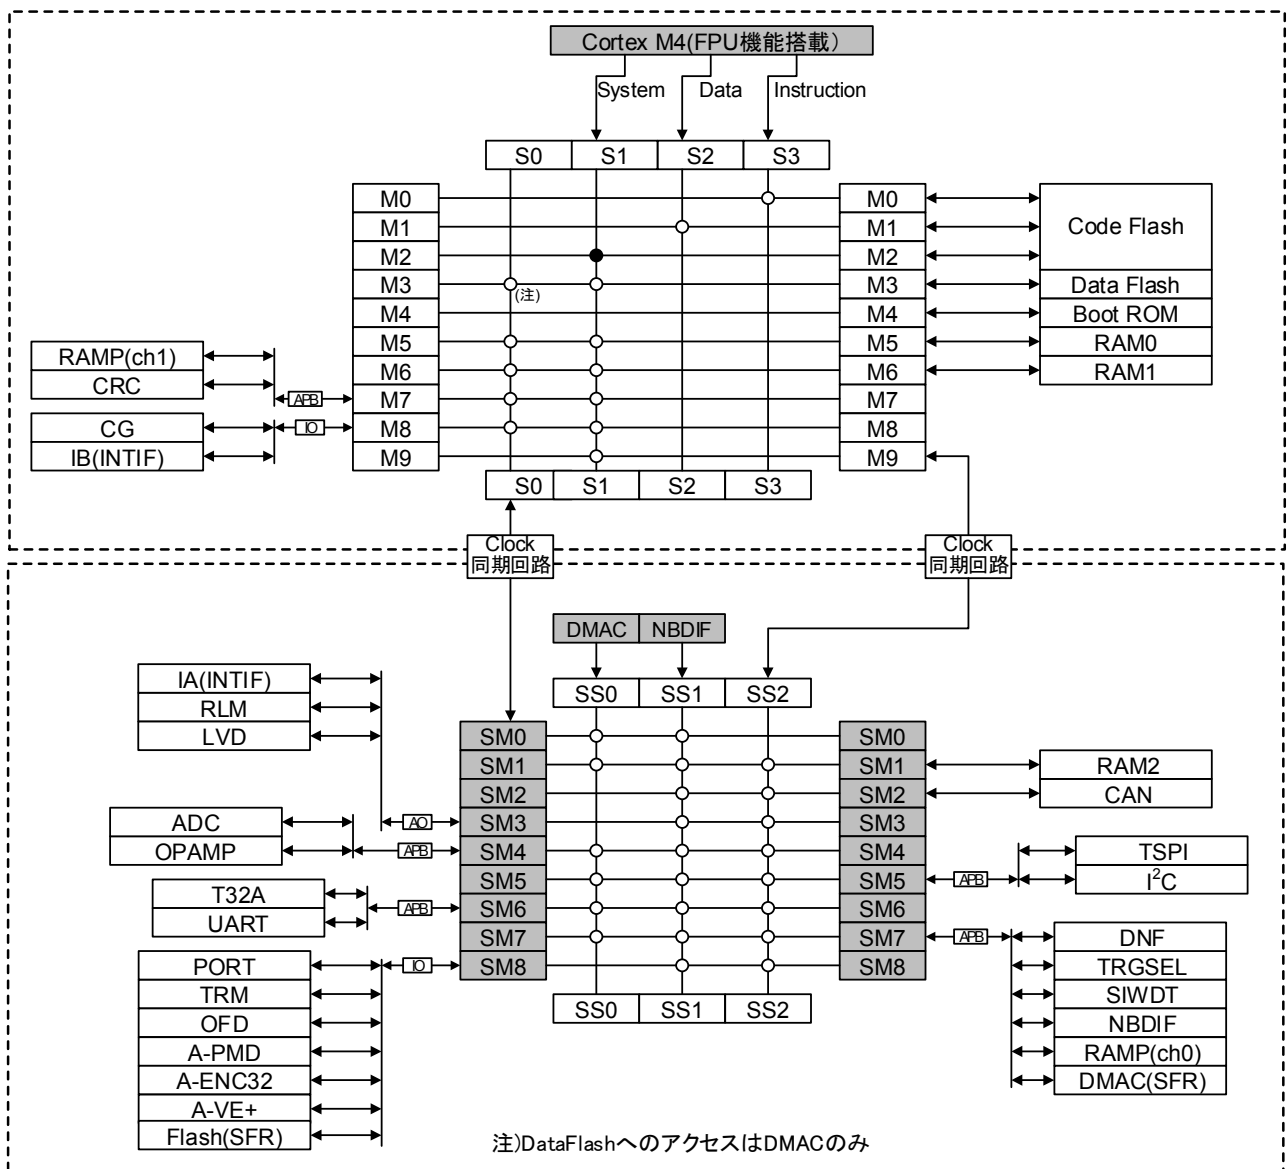 Cortex M4(FPU機能搭載）
System Data Instruction
S0 S1 S2 S3
M0 M0
M1 M1 Code Flash
M2 M2
M3 (注) M3 Data Flash
M4 M4 Boot ROM
RAMP(ch1) M5 M5 RAM0
CRC M6 M6 RAM1
APB M7 M7
CG IO M8 M8
IB(INTIF) M9 M9
S0 S1 S2 S3
Clock
同期回路
Clock
同期回路
DMAC NBDIF
IA(INTIF) SS0 SS1 SS2
RLM
LVD SM0 SM0
SM1 SM1 RAM2
SM2 SM2 CAN
ADC AO SM3 SM3
OPAMP APB SM4 SM4 TSPI
SM5 SM5 APB I²C
T32A
UART APB SM6 SM6
SM7 SM7 APB DNF
PORT IO SM8 SM8 TRGSEL
TRM SIWDT
OFD SS0 SS1 SS2 NBDIF
A-PMD RAMP(ch0)
A-ENC32 DMAC(SFR)
A-VE+
Flash(SFR)
注)DataFlashへのアクセスはDMACのみ